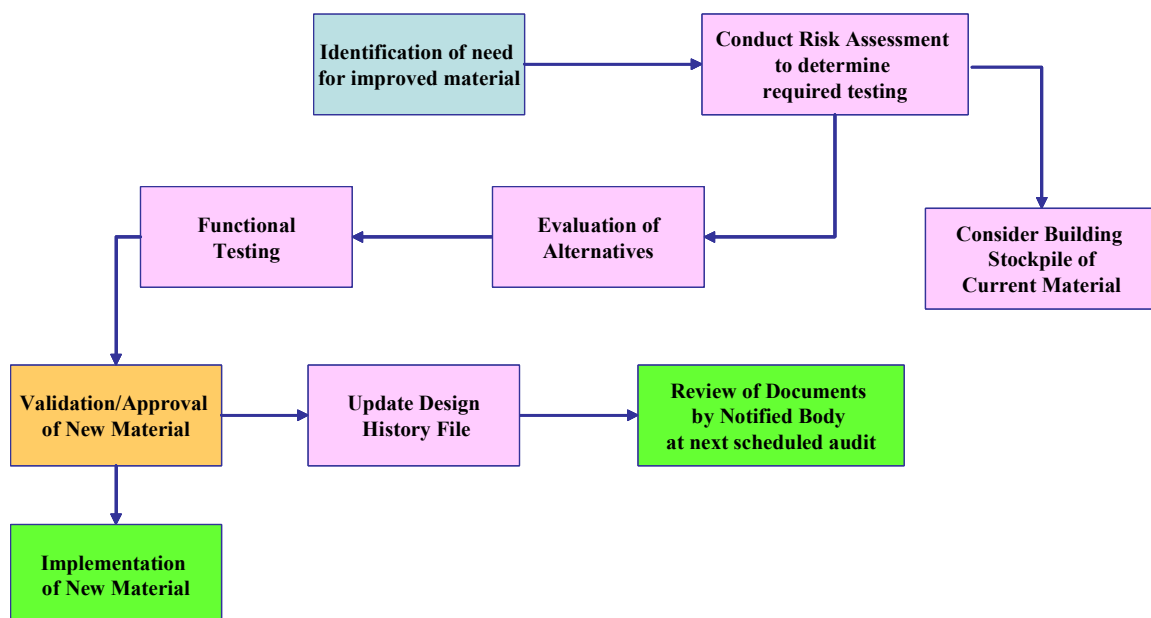 Identification of need
for improved material
Conduct Risk Assessment
to determine
required testing
Functional
Testing
Evaluation of
Alternatives
Consider Building
Stockpile of
Current Material
Validation/Approval
of New Material
Update Design
History File
Review of Documents
by Notified Body
at next scheduled audit
Implementation
of New Material